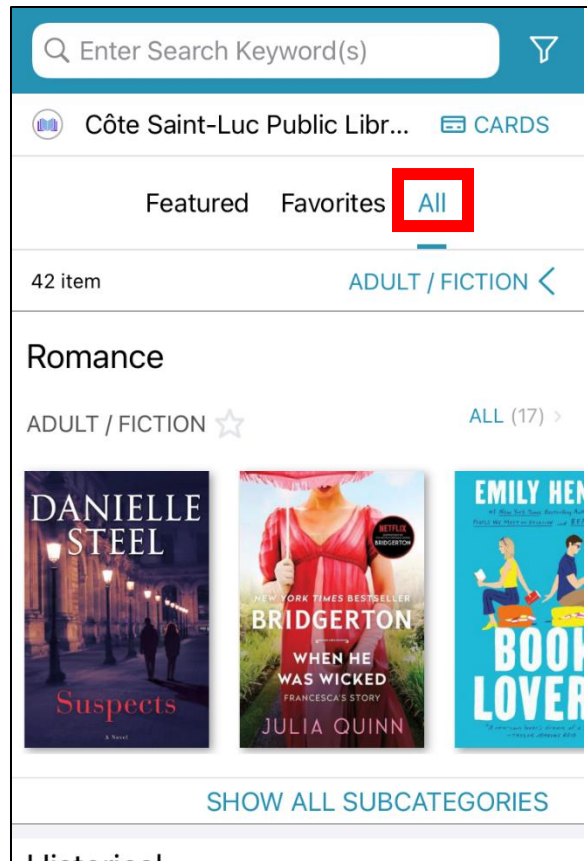 Enter Search Keyword(s)
Côte Saint-Luc Public Libr...
CARDS
Featured Favorites All
42 item
ADULT / FICTION <
Romance
ADULT / FICTION
ALL (17) >
DANIELLE
STEEL
Suspects
A Novel
NETFLIX
BRIDGERTON
NEW YORK TIMES BESTSELLER
BRIDGERTON
WHEN HE
WAS WICKED
FRANCESCA'S STORY
JULIA QUINN
EMILY HEN
BOOK
LOVER
SHOW ALL SUBCATEGORIES
Historical